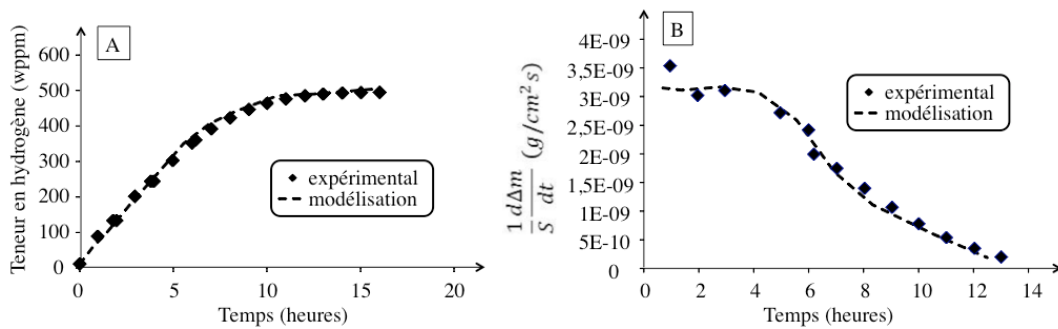 A
Teneur en hydrogène (wppm)
600
500
400
300
200
100
0
0
5
10
15
20
Temps (heures)
expérimental
modélisation
B
1 dΔm
S dt
(g/cm² s)
4E-09
3,5E-09
3E-09
2,5E-09
2E-09
1,5E-09
1E-09
5E-10
0
0
2
4
6
8
10
12
14
Temps (heures)
expérimental
modélisation